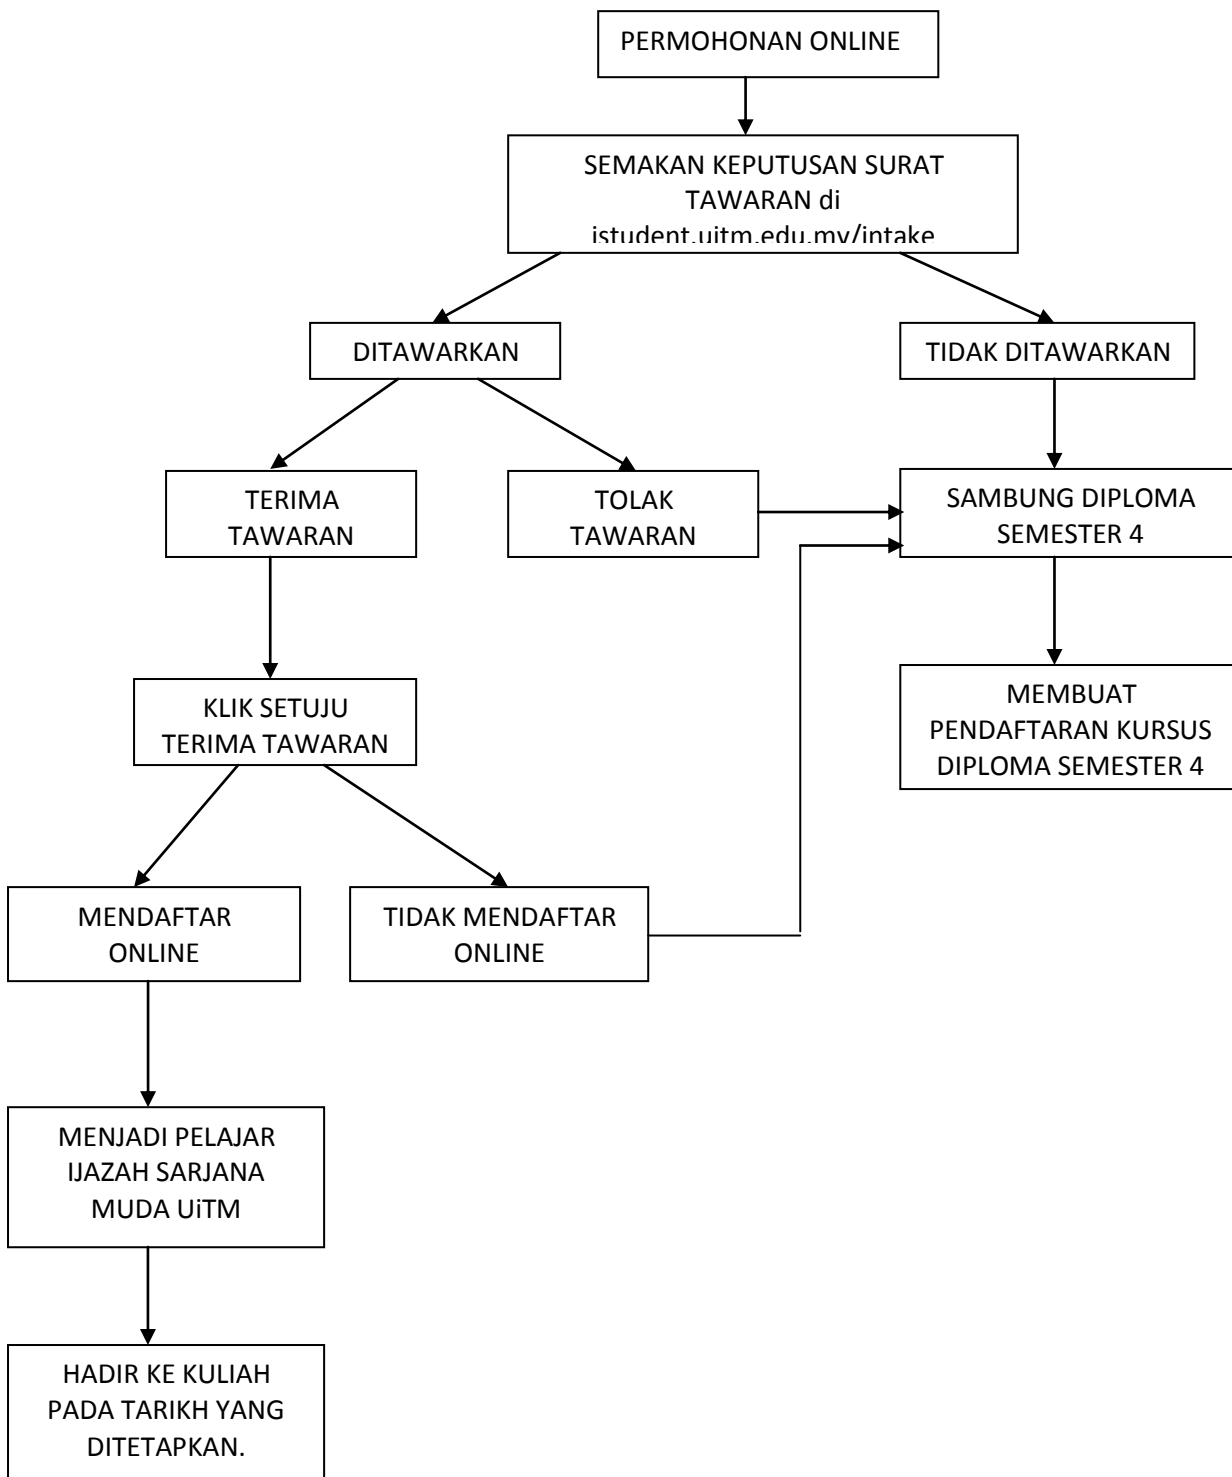 PERMOHONAN ONLINE
SEMAKAN KEPUTUSAN SURAT
TAWARAN di
istudent.uitm.edu.my/intake
DITAWARKAN
TIDAK DITAWARKAN
TERIMA
TAWARAN
TOLAK
TAWARAN
SAMBUNG DIPLOMA
SEMESTER 4
KLIK SETUJU
TERIMA TAWARAN
MEMBUAT
PENDAFTARAN KURSUS
DIPLOMA SEMESTER 4
MENDAFTAR
ONLINE
TIDAK MENDAFTAR
ONLINE
MENJADI PELAJAR
IJAZAH SARJANA
MUDA UiTM
HADIR KE KULIAH
PADA TARIKH YANG
DITETAPKAN.